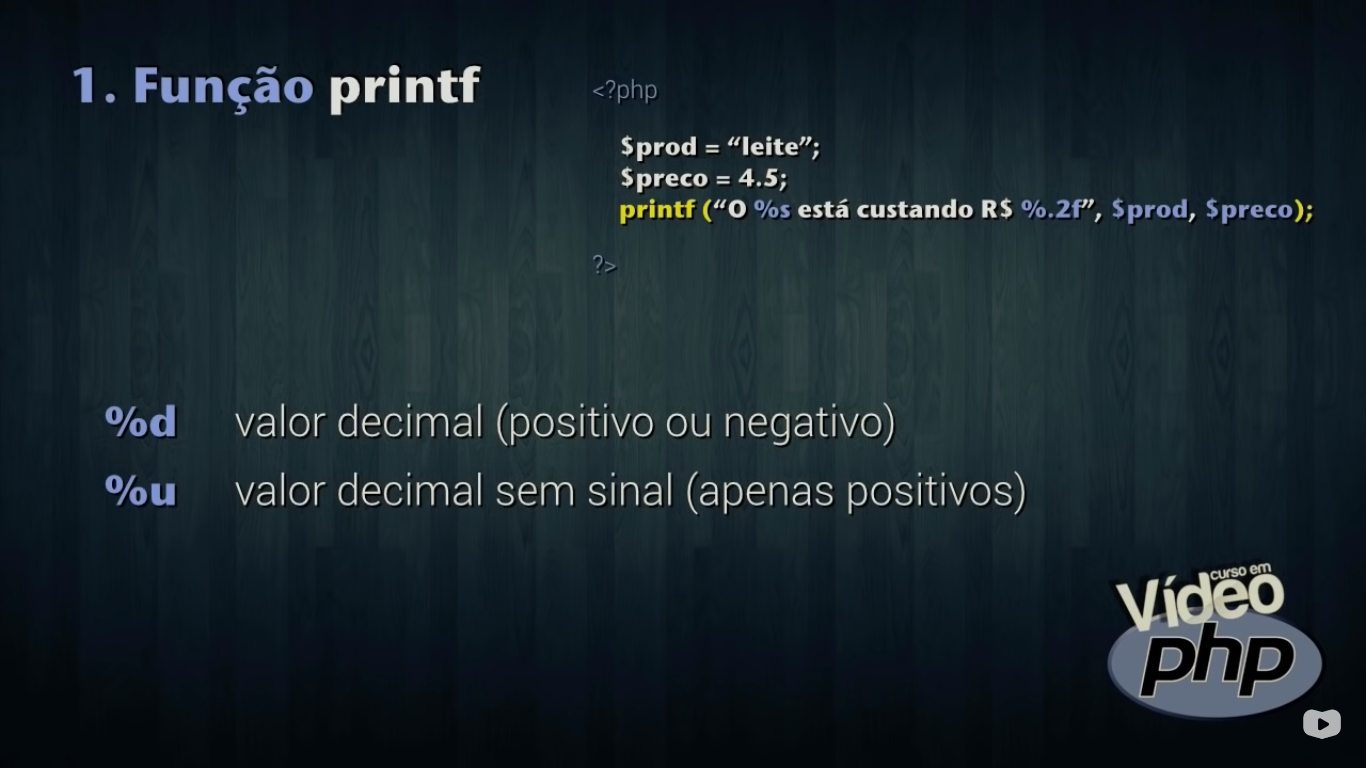 1. Função printf
<?php
$prod = “leite”;
$preco = 4.5;
printf (“O %s está custando R$ %.2f”, $prod, $preco);
?>
%d valor decimal (positivo ou negativo)
%u valor decimal sem sinal (apenas positivos)
curso em
Vídeo
php